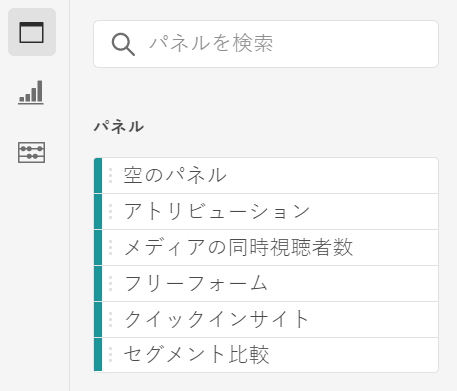 パネルを検索
パネル
空のパネル
アトリビューション
メディアの同時視聴者数
フリーフォーム
クイックインサイト
セグメント比較